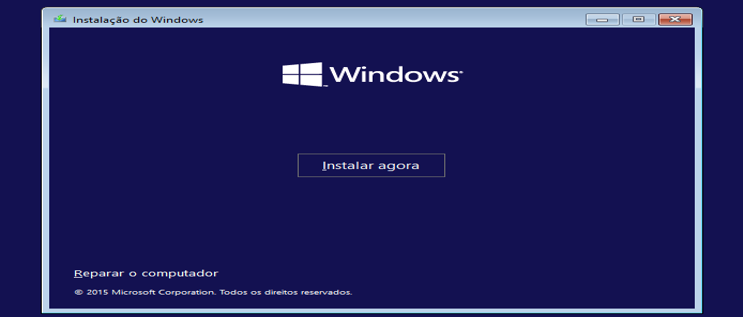 Instalação do Windows
Windows
Instalar agora
Reparar o computador
© 2015 Microsoft Corporation. Todos os direitos reservados.